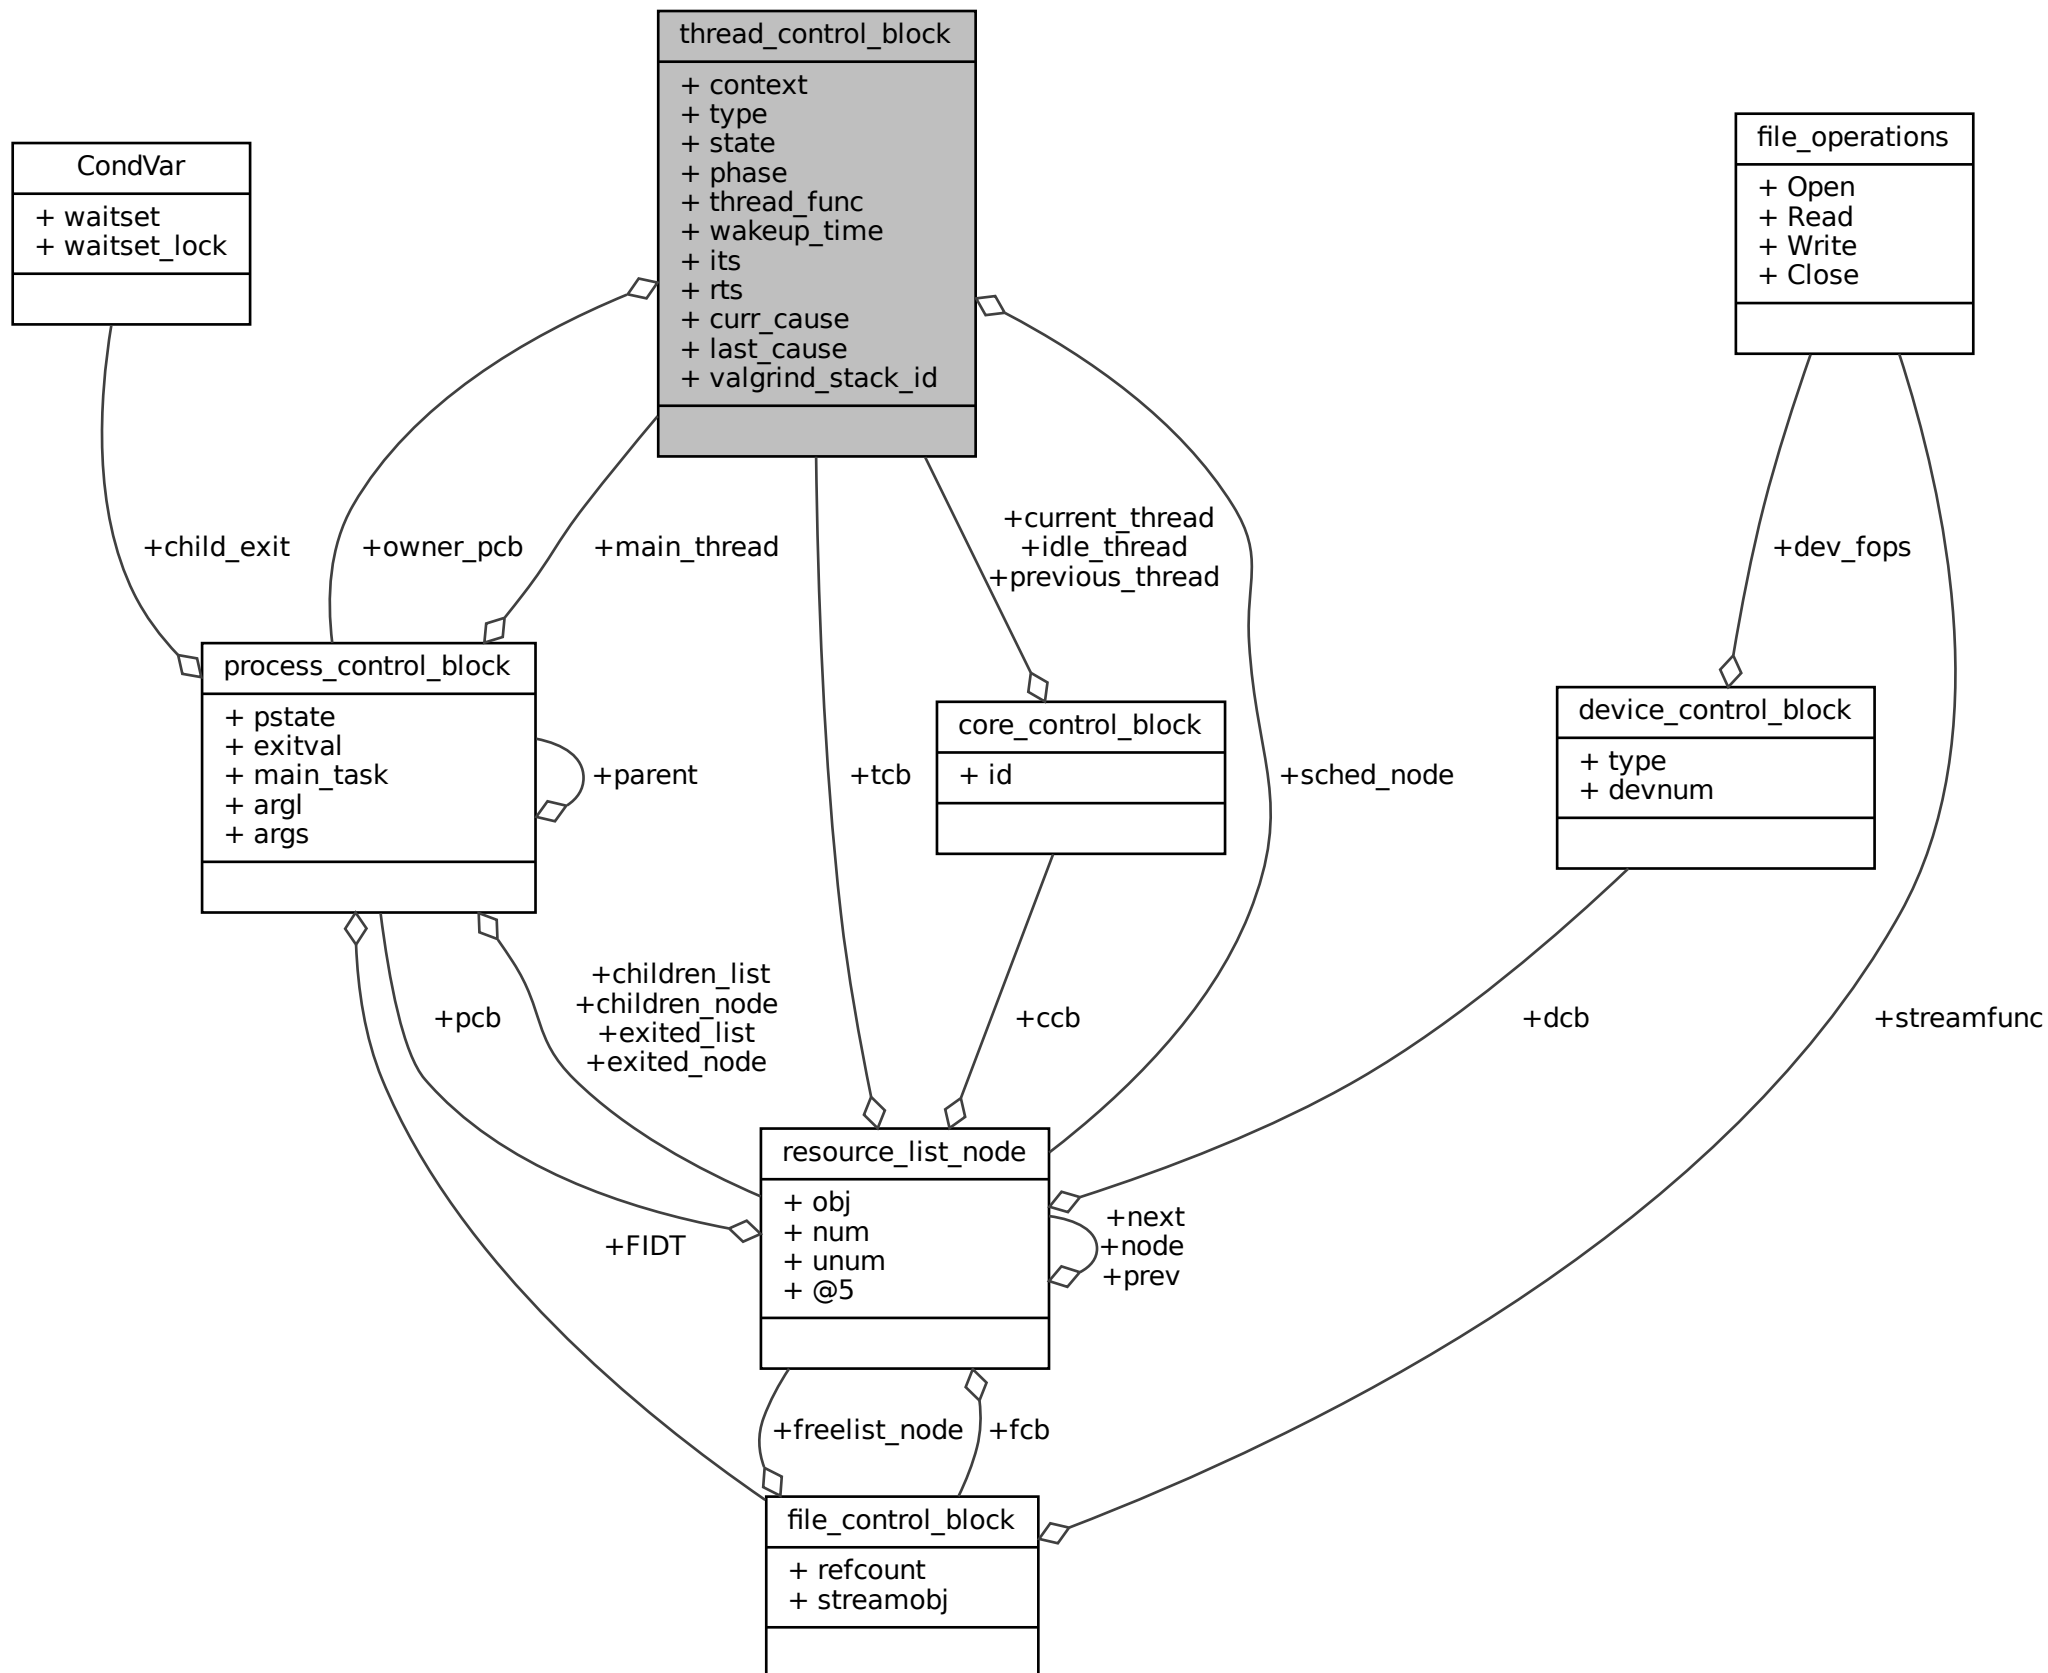 thread_control_block
+ context
+ type
+ state
+ phase
+ thread_func
+ wakeup_time
+ its
+ rts
+ curr_cause
+ last_cause
+ valgrind_stack_id
file_operations
+ Open
+ Read
+ Write
+ Close
CondVar
+ waitset
+ waitset_lock
+child_exit
+owner_pcb
+main_thread
+current_thread
+idle_thread
+previous_thread
+dev_fops
process_control_block
+ pstate
+ exitval
+ main_task
+ argl
+ args
+parent
+tcb
core_control_block
+ id
+sched_node
device_control_block
+ type
+ devnum
+pcb
+children_list
+children_node
+exited_list
+exited_node
+ccb
+dcb
+streamfunc
+FIDT
resource_list_node
+ obj
+ num
+ unum
+ @5
+next
+node
+prev
+freelist_node
+fcb
file_control_block
+ refcount
+ streamobj